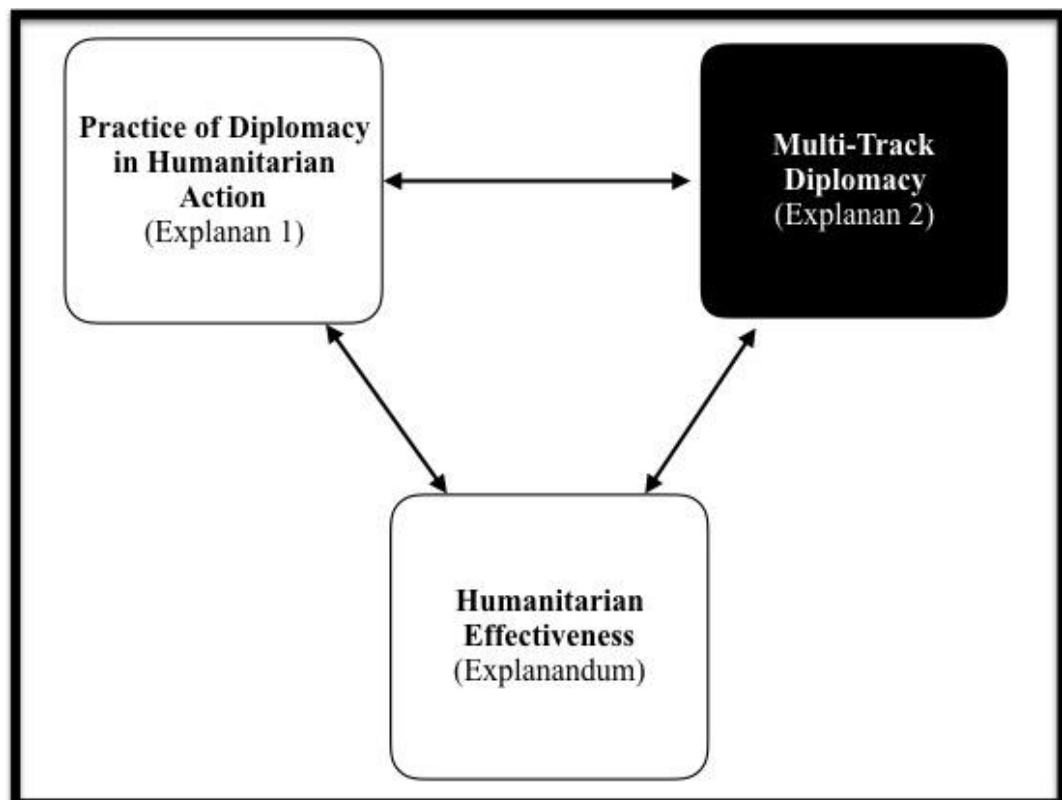 Practice of Diplomacy
in Humanitarian
Action
(Explanan 1)
Multi-Track
Diplomacy
(Explanan 2)
Humanitarian
Effectiveness
(Explanandum)